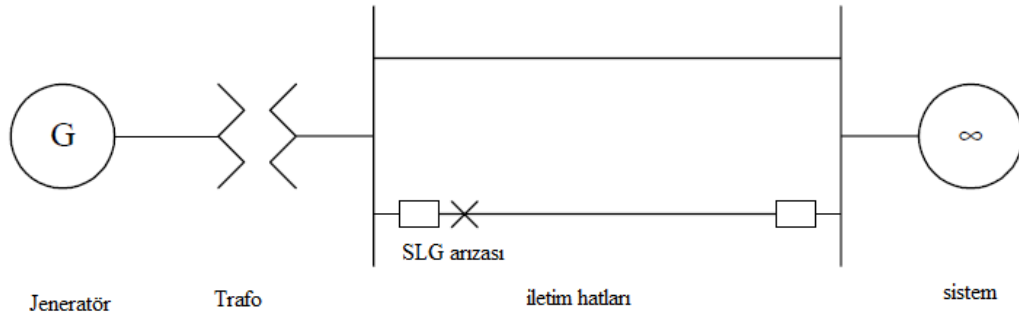 G
∞
SLG arızası
Jeneratör
Trafo
iletim hatları
sistem